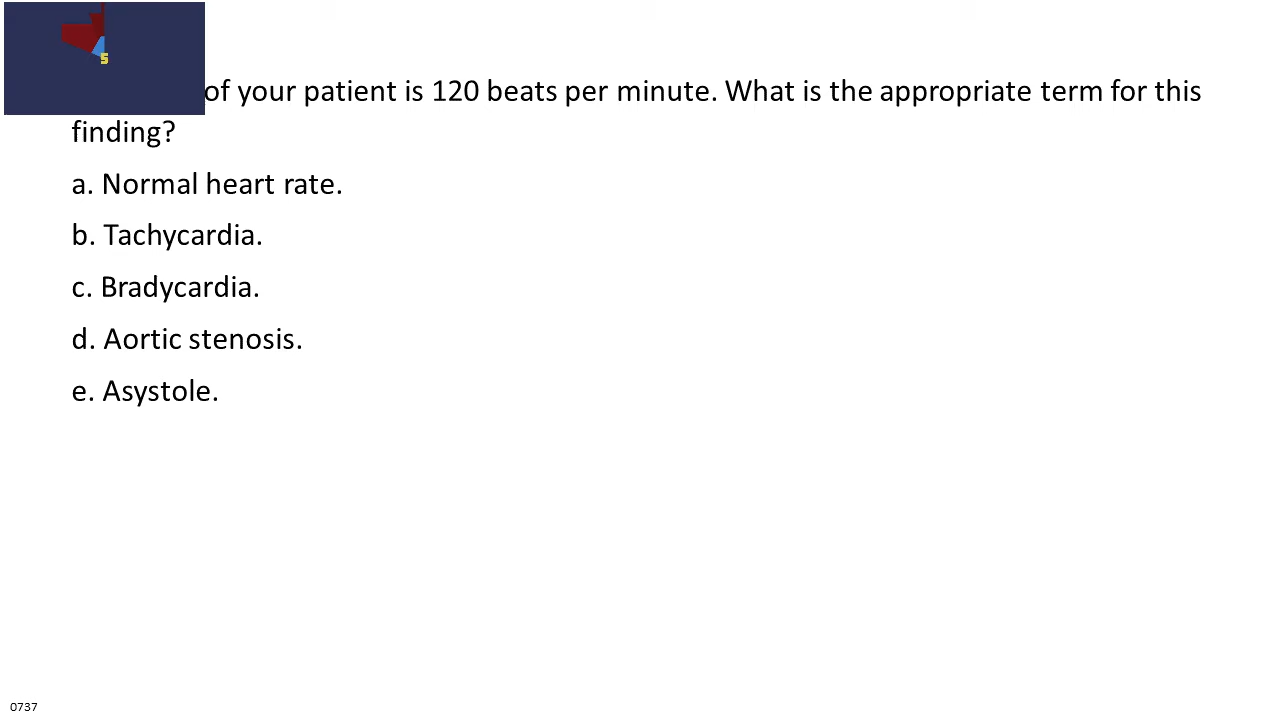 5
of your patient is 120 beats per minute. What is the appropriate term for this
finding?
a. Normal heart rate.
b. Tachycardia.
c. Bradycardia.
d. Aortic stenosis.
e. Asystole.
0737